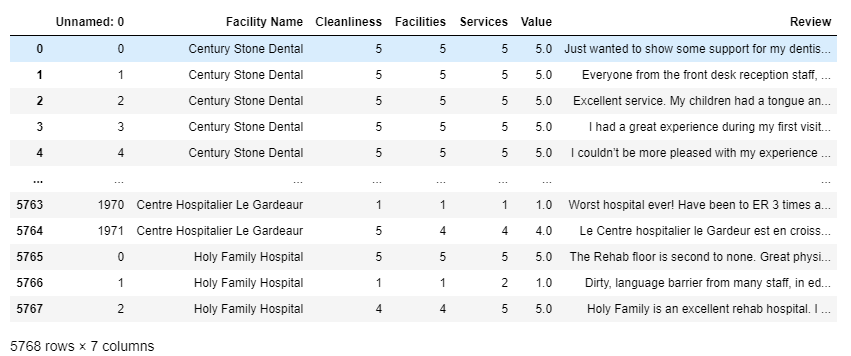 Unnamed: 0 Facility Name Cleanliness Facilities Services Value Review
0 0 Century Stone Dental 5 5 5 5.0 Just wanted to show some support for my dentis...
1 1 Century Stone Dental 5 5 5 5.0 Everyone from the front desk reception staff, ...
2 2 Century Stone Dental 5 5 5 5.0 Excellent service. My children had a tongue an...
3 3 Century Stone Dental 5 5 5 5.0 I had a great experience during my first visit...
4 4 Century Stone Dental 5 5 5 5.0 I couldn't be more pleased with my experience ...
... ... ... ... ... ... ... ...
5763 1970 Centre Hospitalier Le Gardeaur 1 1 1 1.0 Worst hospital ever! Have been to ER 3 times a...
5764 1971 Centre Hospitalier Le Gardeaur 5 4 4 4.0 Le Centre hospitalier le Gardeur est en croiss...
5765 0 Holy Family Hospital 5 5 5 5.0 The Rehab floor is second to none. Great physi...
5766 1 Holy Family Hospital 1 1 2 1.0 Dirty, language barrier from many staff, in ed...
5767 2 Holy Family Hospital 4 4 5 5.0 Holy Family is an excellent rehab hospital. I ...
5768 rows × 7 columns